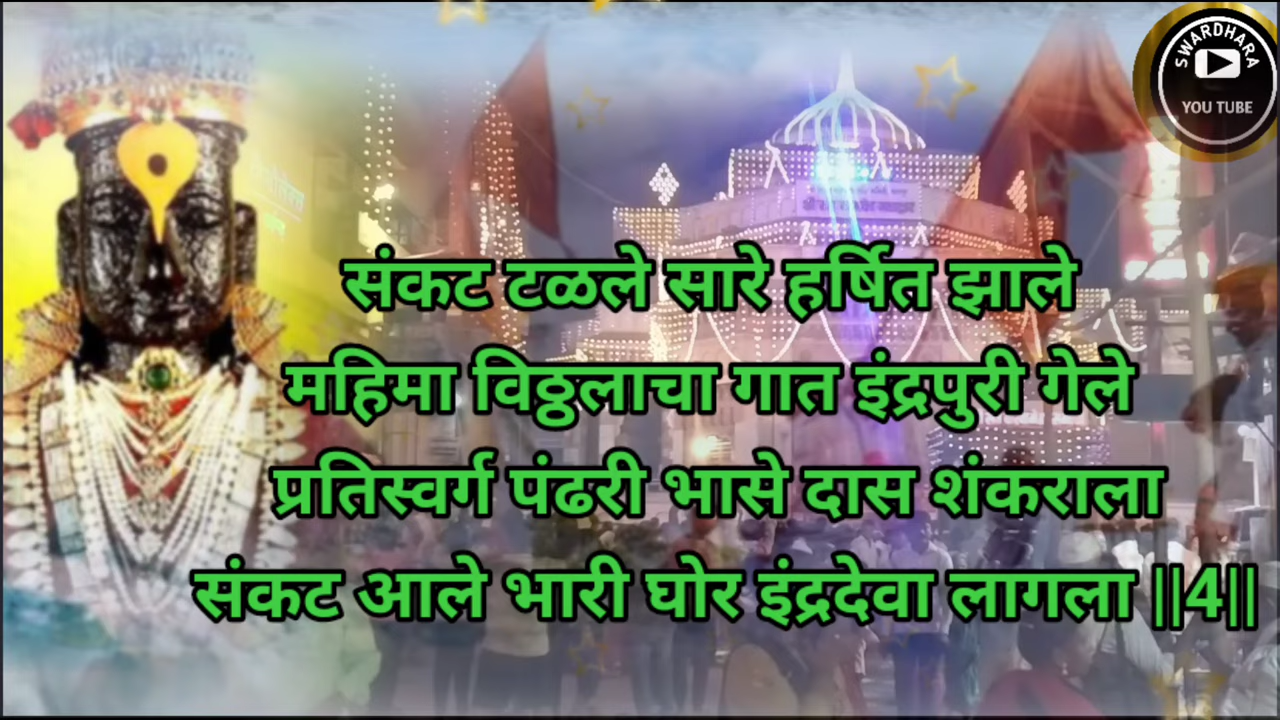 SWARDHARA
YOU TUBE
संकट टळले सारे हर्षित झाले
महिमा विठ्ठलाचा गात इंद्रपुरी गेले
प्रतिस्वर्ग पंढरी भासे दास शंकराला
संकट आले भारी घोर इंद्रदेवा लागला ||4||